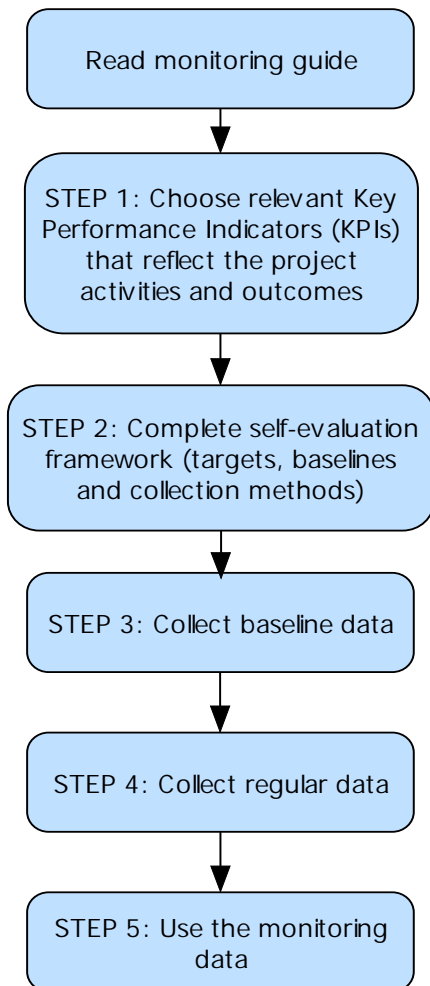 Read monitoring guide
STEP 1: Choose relevant Key
Performance Indicators (KPIs)
that reflect the project
activities and outcomes
STEP 2: Complete self-evaluation
framework (targets, baselines
and collection methods)
STEP 3: Collect baseline data
STEP 4: Collect regular data
STEP 5: Use the monitoring
data